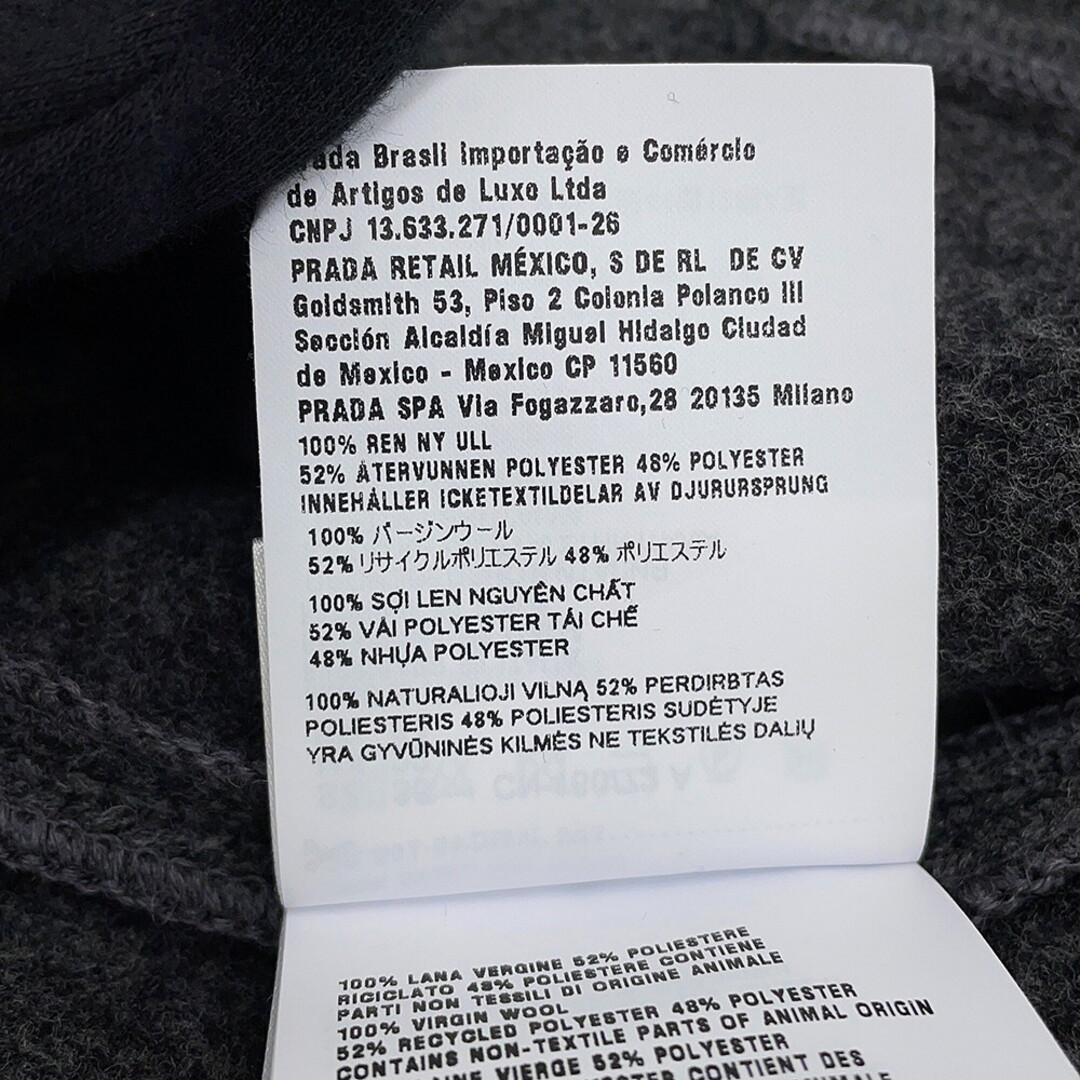 Brasil Importação e Comércio
de Artigos de Luxo Ltda
CNPJ 13.633.271/0001-26
PRADA RETAIL MÉXICO, S DE RL DE CV
Goldsmith 53, Piso 2 Colonia Polanco III
Sección Alcaldía Miguel Hidalgo Ciudad
de Mexico - Mexico CP 11560
PRADA SPA Via Fogazzaro,28 20135 Milano
100% REN NY ULL
52% ÅTERVUNNEN POLYESTER 48% POLYESTER
INNEHÅLLER ICKETEXTILDELAR AV DJURURSPRUNG
100% バージンウール
52% リサイクルポリエステル 48% ポリエステル
100% SỢI LEN NGUYÊN CHẤT
52% VẢI POLYESTER TÁI CHẾ
48% NHỰA POLYESTER
100% NATURALIOJI VILNĄ 52% PERDIRBTAS
POLIESTERIS 48% POLIESTERIS SUDĖTYJE
YRA GYVŪNINĖS KILMĖS NE TEKSTILĖS DALIŲ
100% LANA VERGINE 52% POLIESTERE
RICICLATO 48% POLIESTERE CONTIENE
PARTI NON TESSILI DI ORIGINE ANIMALE
100% VIRGIN WOOL
52% RECYCLED POLYESTER 48% POLYESTER
CONTAINS NON-TEXTILE PARTS OF ANIMAL ORIGIN
VIERGE 52% POLYESTER
CONTIENT DES